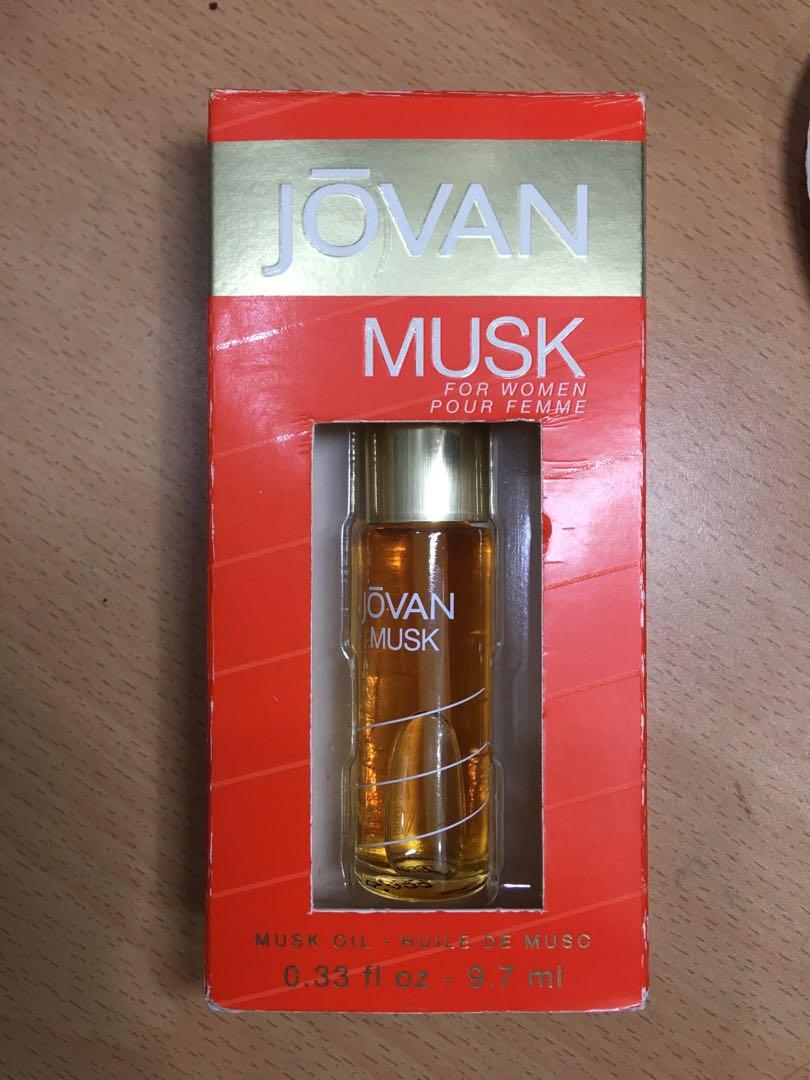 JŌVAN
MUSK
FOR WOMEN
POUR FEMME
JŌVAN
MUSK
MUSK OIL · HUILE DE MUSC
0.33 fl oz - 9.7 ml